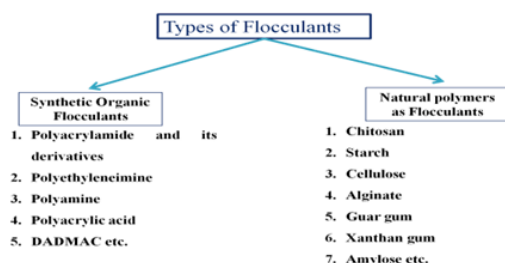 Types of Flocculants
Synthetic Organic
Flocculants
1. Polyacrylamide and its
derivatives
2. Polyethyleneimine
3. Polyamine
4. Polyacrylic acid
5. DADMAC etc.
Natural polymers
as Flocculants
1. Chitosan
2. Starch
3. Cellulose
4. Alginate
5. Guar gum
6. Xanthan gum
7. Amylose etc.